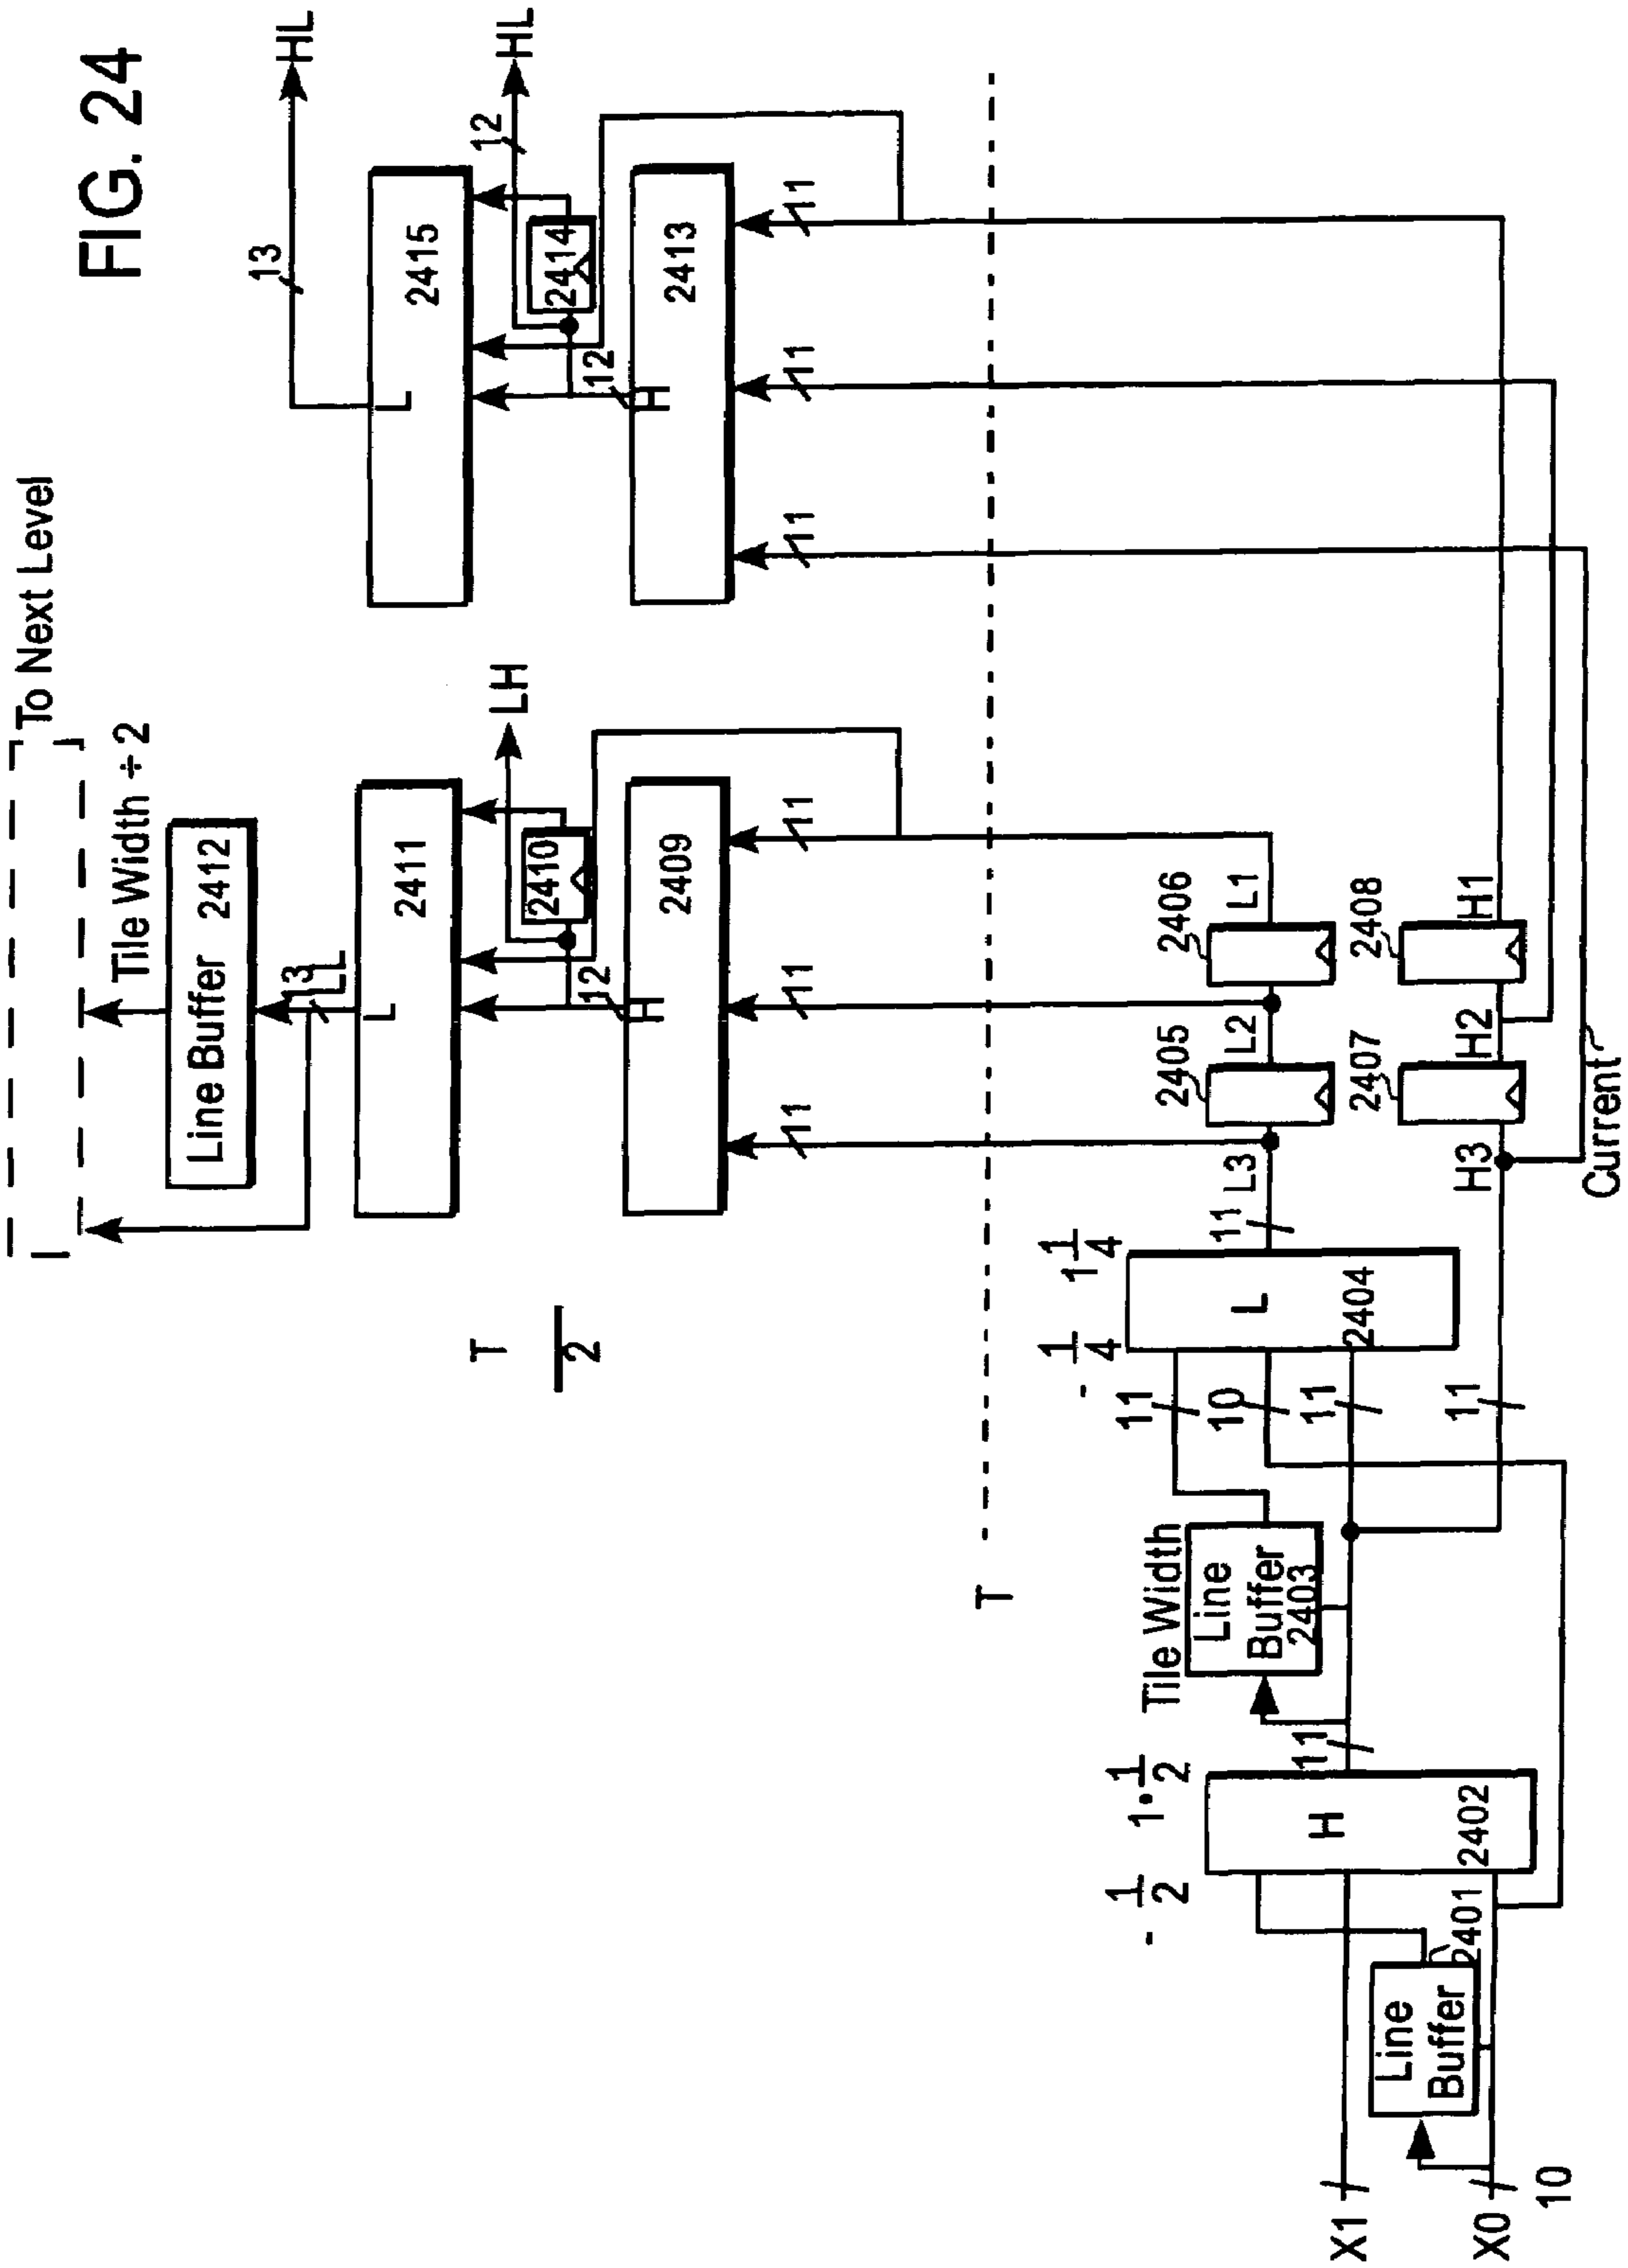 FIG. 24
To Next Level
Tile Width ÷ 2
Line Buffer 2412
13
LL
L
2411
LH
2410
12
H
2409
11
11
11
13
HL
L
2415
12
HL
2414
12
H
2413
11
11
11
T
2
T
X1
X0
10
Line
Buffer
2401
- 1/2 1·1/2
H
2402
11
Tile Width
Line
Buffer
2403
11
10
11
11
- 1/4 1 1/4
L
2404
11
L3
2405
L2
2406
L1
H3
2407
H2
2408
H1
Current